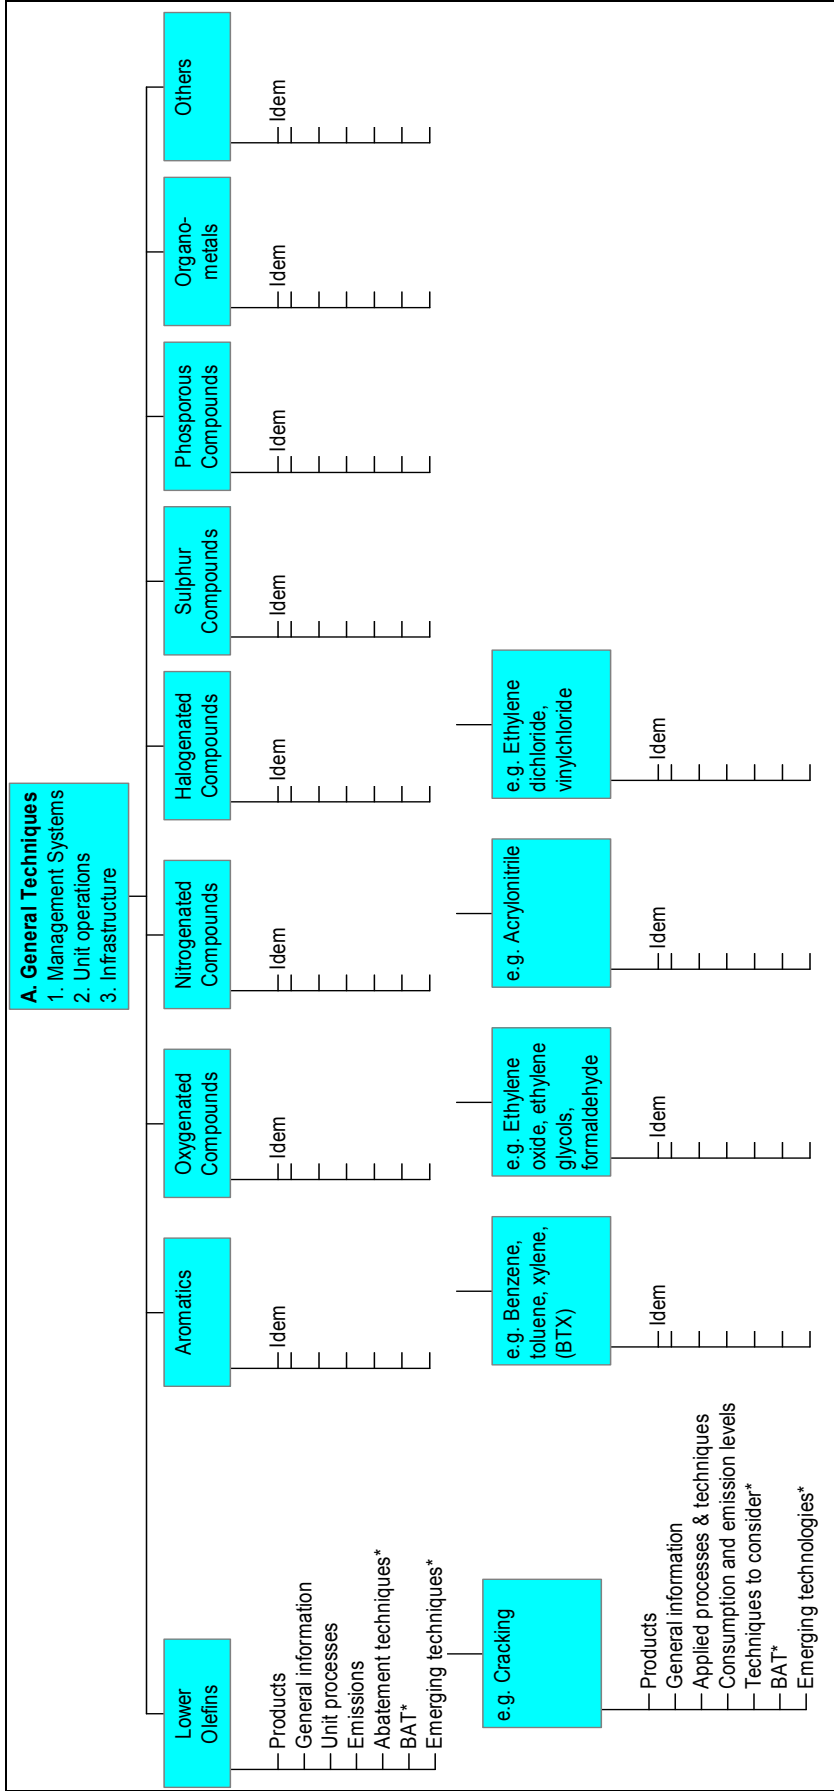 A. General Techniques
1. Management Systems
2. Unit operations
3. Infrastructure
Lower
Olefins
Aromatics
Oxygenated
Compounds
Nitrogenated
Compounds
Halogenated
Compounds
Sulphur
Compounds
Phosporous
Compounds
Organo-
metals
Others
Products
General information
Unit processes
Emissions
Abatement techniques*
BAT*
Emerging techniques*
Idem
Idem
Idem
Idem
Idem
Idem
Idem
Idem
e.g. Cracking
e.g. Benzene,
toluene, xylene,
(BTX)
e.g. Ethylene
oxide, ethylene
glycols,
formaldehyde
e.g. Acrylonitrile
e.g. Ethylene
dichloride,
vinylchloride
Products
General information
Applied processes & techniques
Consumption and emission levels
Techniques to consider*
BAT*
Emerging technologies*
Idem
Idem
Idem
Idem